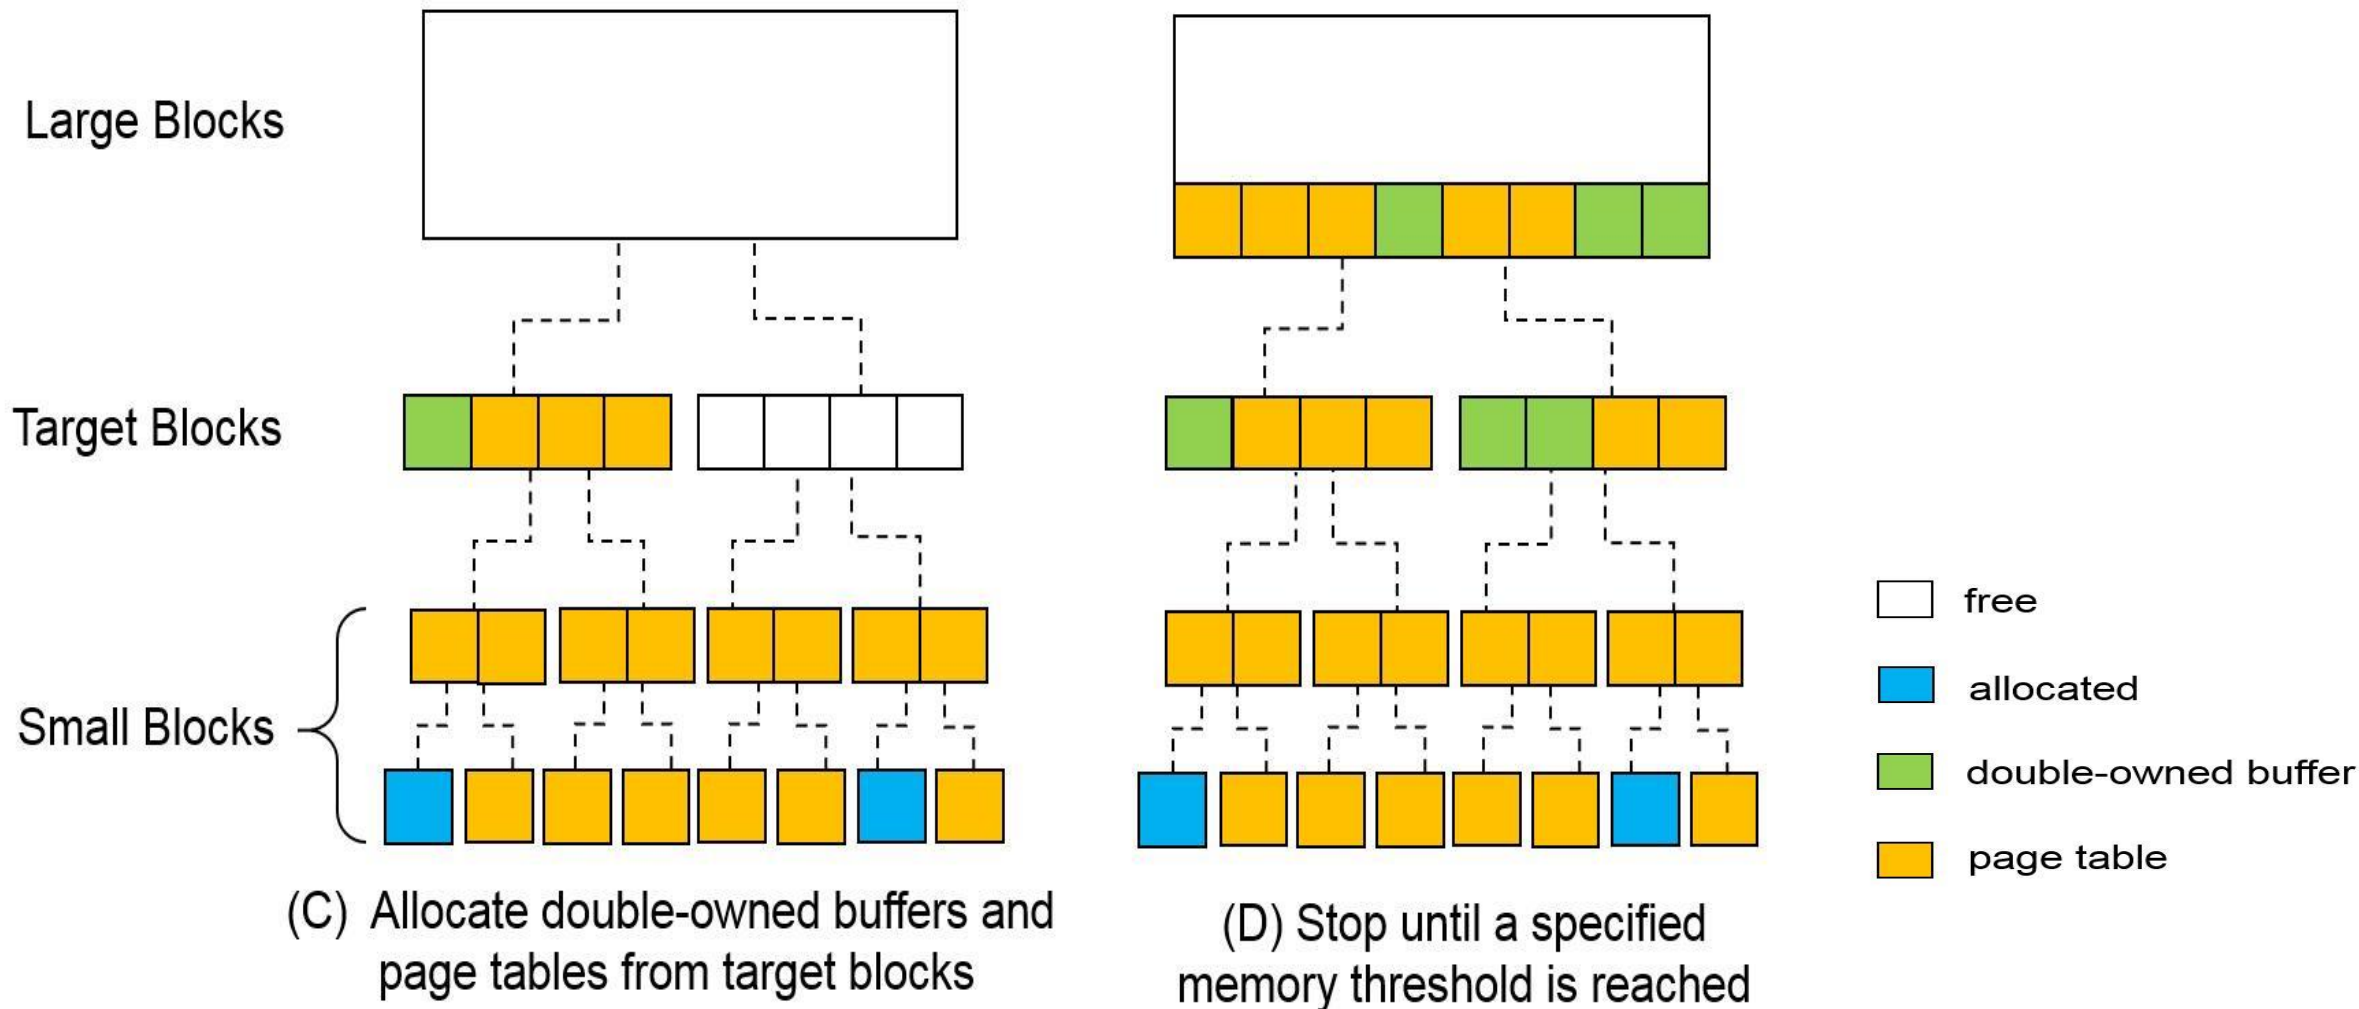 Large Blocks
Target Blocks
Small Blocks
free
allocated
double-owned buffer
page table
(C) Allocate double-owned buffers and
page tables from target blocks
(D) Stop until a specified
memory threshold is reached